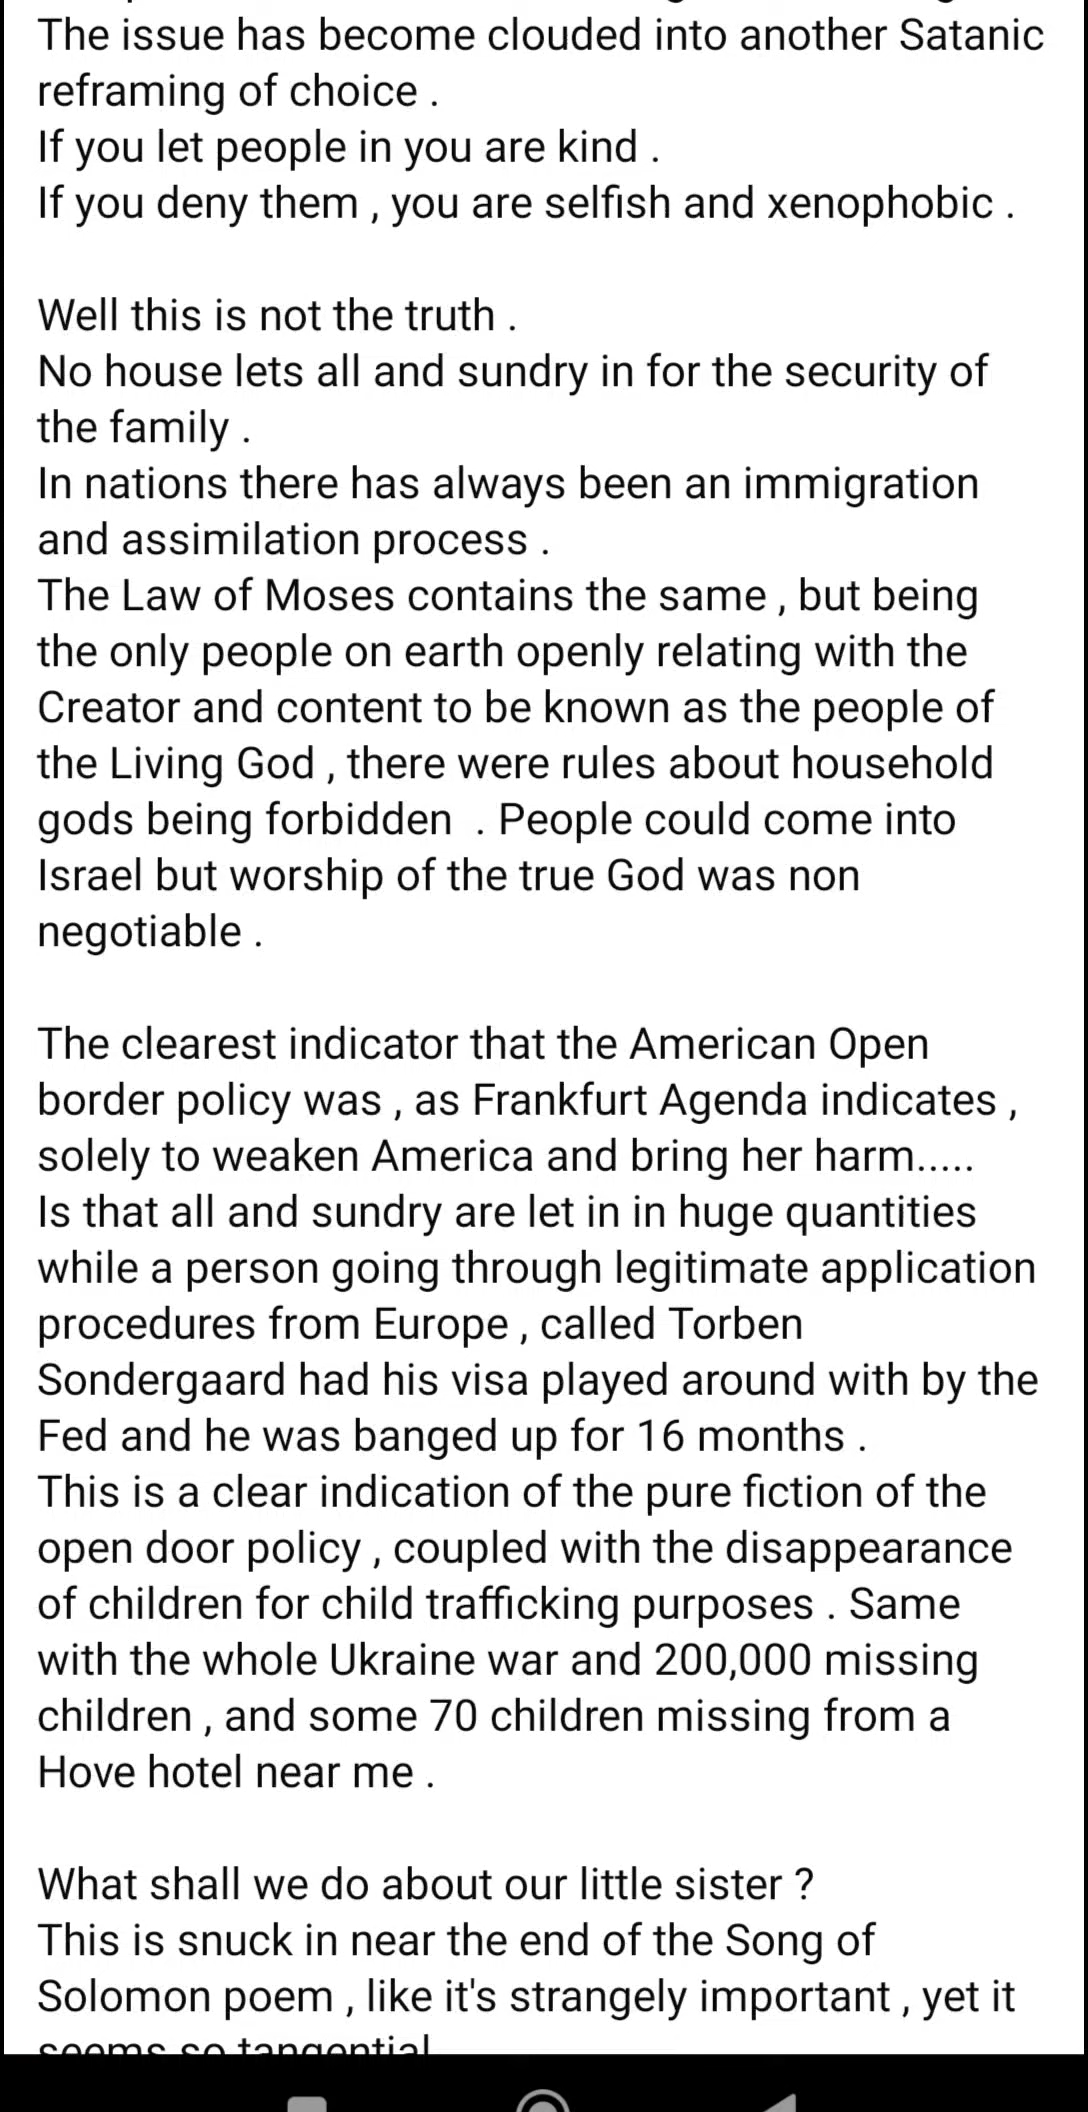 The issue has become clouded into another Satanic
reframing of choice .
If you let people in you are kind .
If you deny them , you are selfish and xenophobic .
Well this is not the truth .
No house lets all and sundry in for the security of
the family .
In nations there has always been an immigration
and assimilation process .
The Law of Moses contains the same , but being
the only people on earth openly relating with the
Creator and content to be known as the people of
the Living God , there were rules about household
gods being forbidden  . People could come into
Israel but worship of the true God was non
negotiable .
The clearest indicator that the American Open
border policy was , as Frankfurt Agenda indicates ,
solely to weaken America and bring her harm.....
Is that all and sundry are let in in huge quantities
while a person going through legitimate application
procedures from Europe , called Torben
Sondergaard had his visa played around with by the
Fed and he was banged up for 16 months .
This is a clear indication of the pure fiction of the
open door policy , coupled with the disappearance
of children for child trafficking purposes . Same
with the whole Ukraine war and 200,000 missing
children , and some 70 children missing from a
Hove hotel near me .
What shall we do about our little sister ?
This is snuck in near the end of the Song of
Solomon poem , like it's strangely important , yet it
seems so tangential